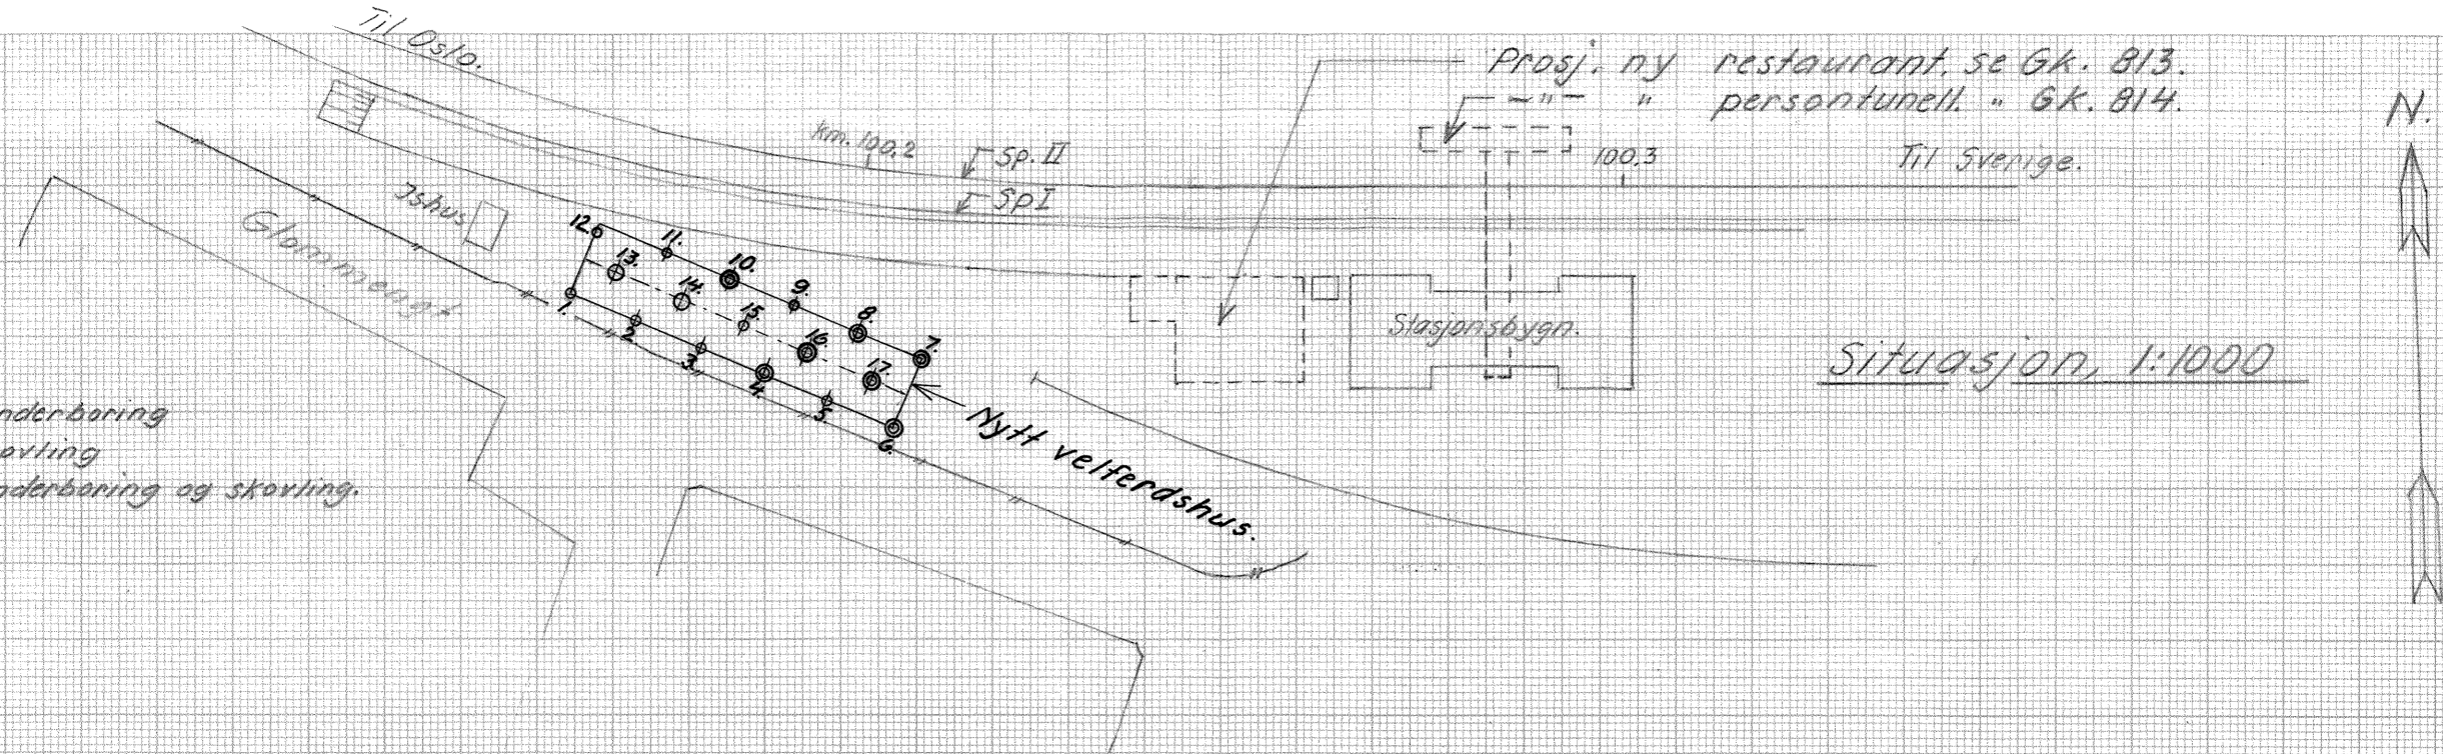 Til Oslo.
Prosj. ny restaurant, se Gk. 813.
— " — " persontunell. " Gk. 814.
N.
km. 100,2
Sp. II
100,3
Til Sverige.
Sp I
Ishus
Glommengt
12.
11.
10.
9.
8.
7.
13.
14.
15.
16.
17.
1.
2
3.
4.
5.
6.
Stasjonsbygn.
Situasjon, 1:1000
Nytt velferdshus.
nderboring
ovling
nderboring og skovling.